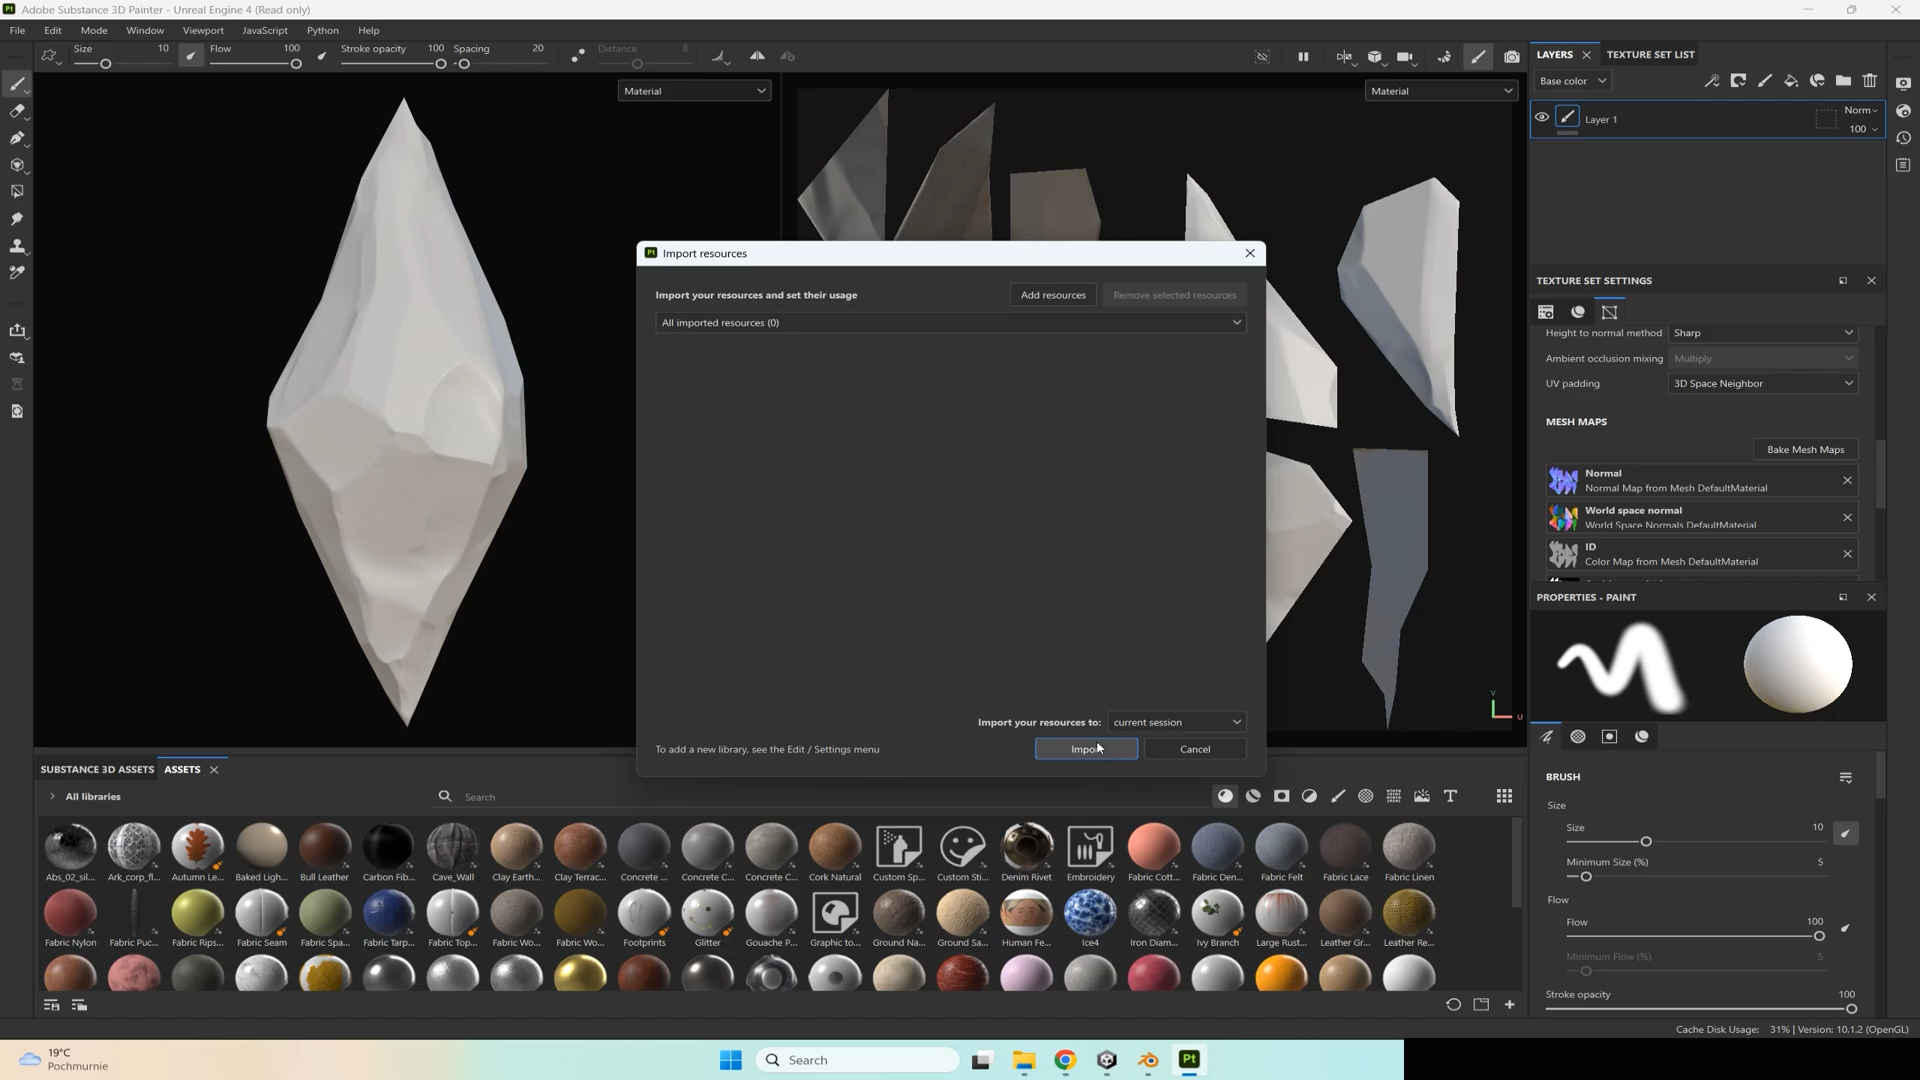 Adobe Substance 3D Painter - Unreal Engine 4 (Read only)
File Edit Mode Window Viewport JavaScript Python Help
Size 10 Flow 100 Stroke opacity 100 Spacing 20 Distance 8
Material
Material
LAYERS TEXTURE SET LIST
Base color
Layer 1
Norm
100
Import resources
Import your resources and set their usage
Add resources
Remove selected resources
All imported resources (0)
Import your resources to: current session
To add a new library, see the Edit / Settings menu
Cancel
TEXTURE SET SETTINGS
Height to normal method Sharp
Ambient occlusion mixing Multiply
UV padding 3D Space Neighbor
MESH MAPS
Bake Mesh Maps
Normal
Normal Map from Mesh DefaultMaterial
World space normal
World Space Normals DefaultMaterial
ID
Color Map from Mesh DefaultMaterial
PROPERTIES - PAINT
BRUSH
Size
Size 10
Minimum Size (%) 5
Flow
Flow 100
Minimum Flow (%) 5
Stroke opacity 100
V
U
SUBSTANCE 3D ASSETS ASSETS
All libraries
Search
Abs_02_sil... Ark_corp_fl... Autumn Le... Baked Ligh... Bull Leather Carbon Fib... Cave_Wall Clay Earth... Clay Terrac... Concrete ... Concrete C... Concrete C... Cork Natural Custom Sp... Custom Sti... Denim Rivet Embroidery Fabric Cott... Fabric Den... Fabric Felt Fabric Lace Fabric Linen
Fabric Nylon Fabric Puc... Fabric Rips... Fabric Seam Fabric Spa... Fabric Tarp... Fabric Top... Fabric Wo... Fabric Wo... Footprints Glitter Gouache P... Graphic to... Ground Na... Ground Sa... Human Fe... Ice4 Iron Diam... Ivy Branch Large Rust... Leather Gr... Leather Re...
Cache Disk Usage: 31% | Version: 10.1.2 (OpenGL)
19°C
Pochmurnie
Search
Pt